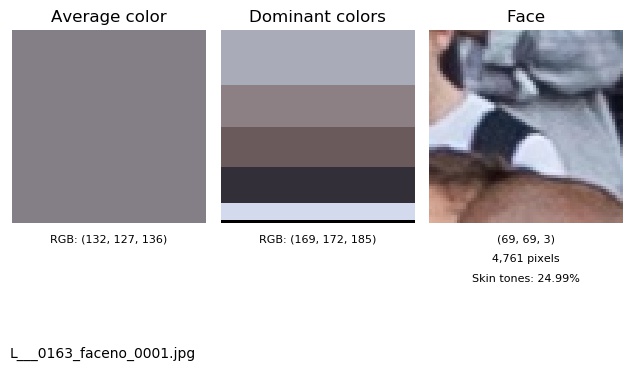 Average color
Dominant colors
Face
RGB: (132, 127, 136)
RGB: (169, 172, 185)
(69, 69, 3)
4,761 pixels
Skin tones: 24.99%
L___0163_faceno_0001.jpg